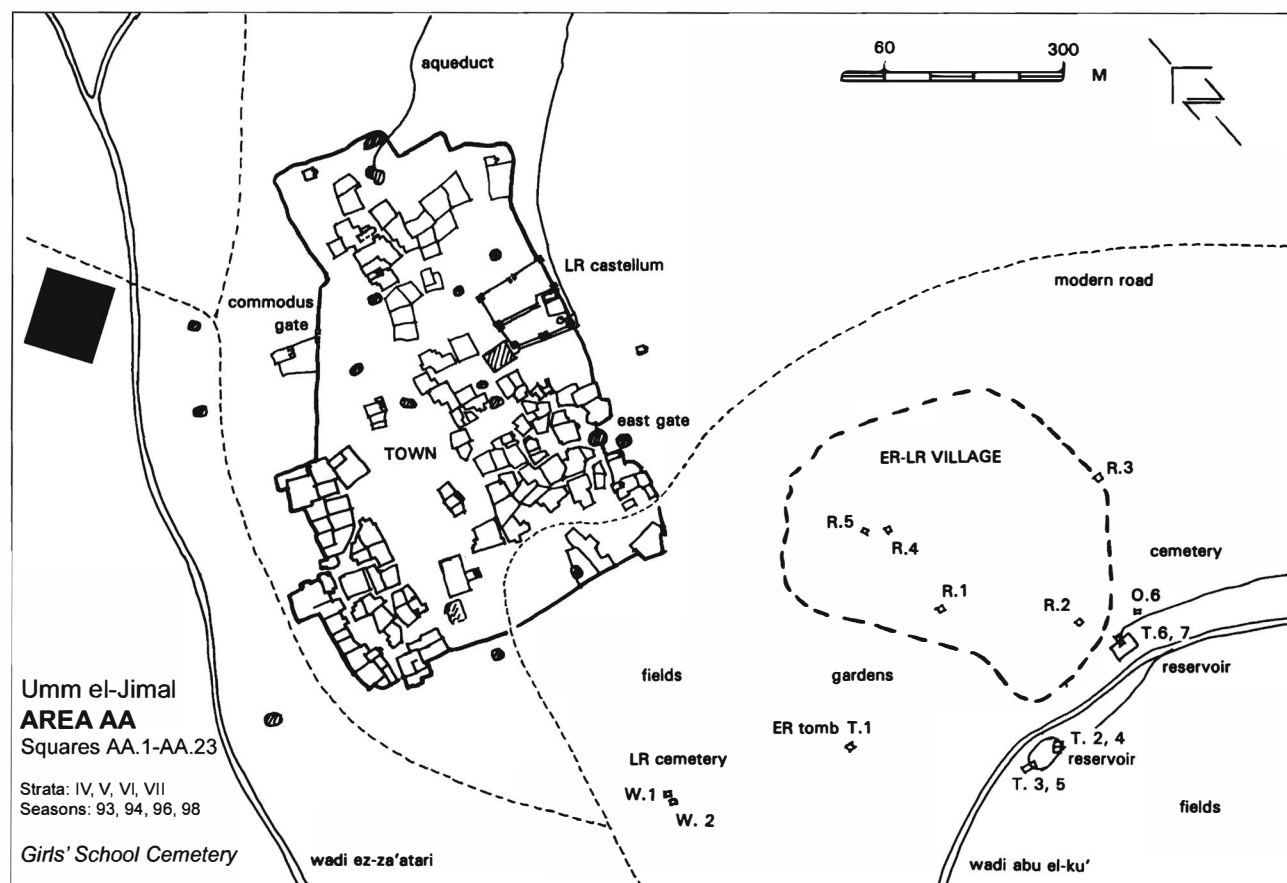 aqueduct
60 300
M
N
LR castellum
commodus
gate
modern road
east gate
TOWN
ER-LR VILLAGE
R.3
R.5
R.4
cemetery
R.1
R.2
O.6
T.6, 7
reservoir
fields
gardens
Umm el-Jimal
AREA AA
Squares AA.1-AA.23
Strata: IV, V, VI, VII
Seasons: 93, 94, 96, 98
Girls' School Cemetery
ER tomb T.1
T. 2, 4
reservoir
T. 3, 5
LR cemetery
W.1
W. 2
fields
wadi ez-za'atari
wadi abu el-ku'